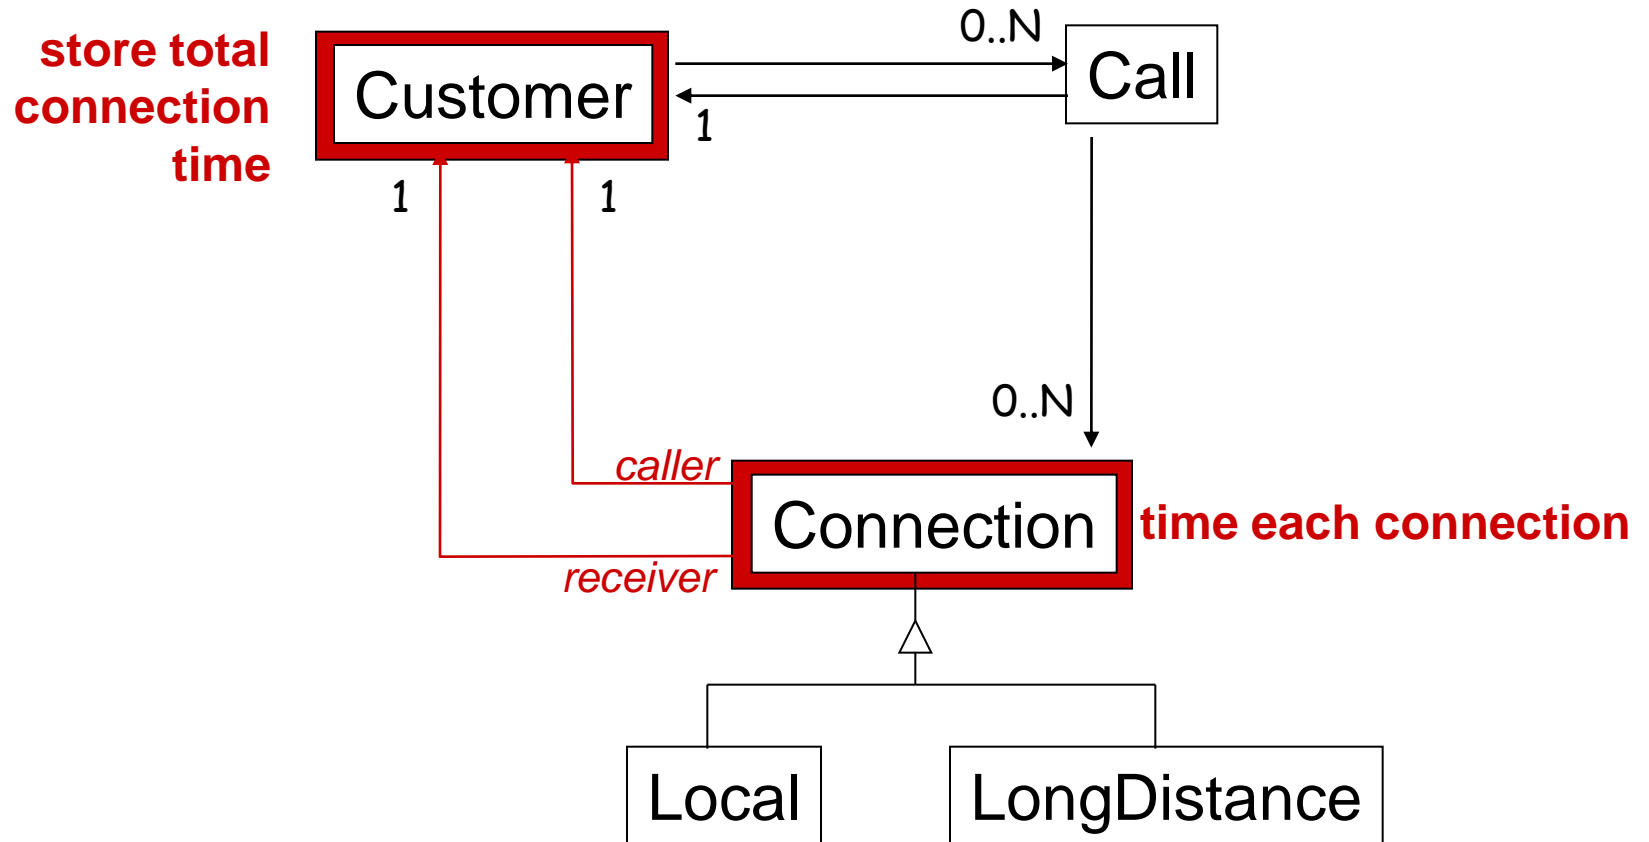 store total
connection
time
Customer
0..N
Call
1
1
1
0..N
caller
Connection
time each connection
receiver
Local
LongDistance